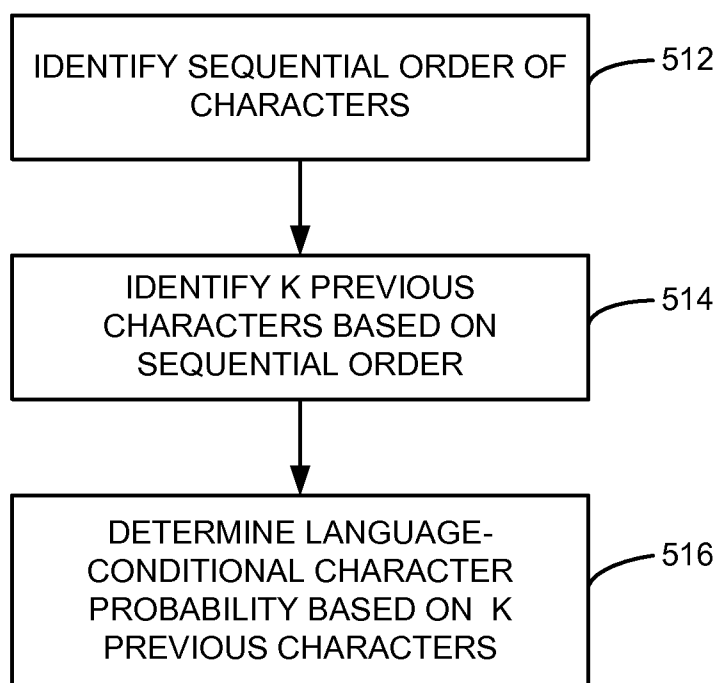 IDENTIFY SEQUENTIAL ORDER OF
CHARACTERS
512
IDENTIFY K PREVIOUS
CHARACTERS BASED ON
SEQUENTIAL ORDER
514
DETERMINE LANGUAGE-
CONDITIONAL CHARACTER
PROBABILITY BASED ON K
PREVIOUS CHARACTERS
516